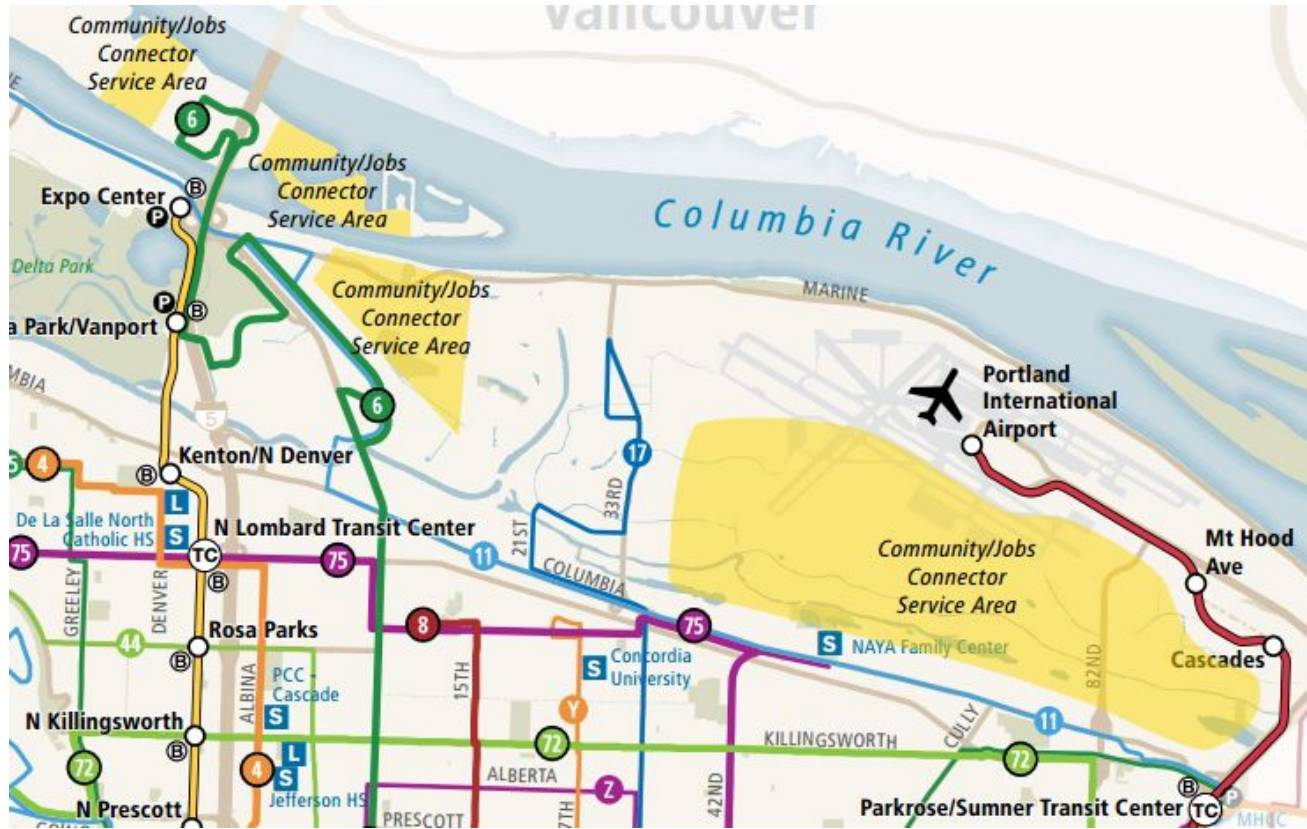 Vancouver
Community/Jobs
Connector
Service Area
6
Community/Jobs
Connector
Service Area
B
Expo Center
P
Columbia River
Delta Park
Community/Jobs
Connector
Service Area
MARINE
P
B
a Park/Vanport
MBIA
5
6
Portland
International
Airport
4
Kenton/N Denver
B
17
33RD
L
De La Salle North
Catholic HS
S
N Lombard Transit Center
21ST
Mt Hood
Ave
75
TC
75
11
COLUMBIA
Community/Jobs
Connector
Service Area
B
GREELEY
DENVER
44
Rosa Parks
8
75
S
NAYA Family Center
Cascades
B
ALBINA
PCC -
Cascade
S
15TH
S
Concordia
University
82ND
N Killingsworth
Y
11
CULLY
B
72
KILLINGSWORTH
72
72
4
L
S
Jefferson HS
ALBERTA
Z
42ND
B
P
N Prescott
PRESCOTT
7TH
Parkrose/Sumner Transit Center
TC
MHCC